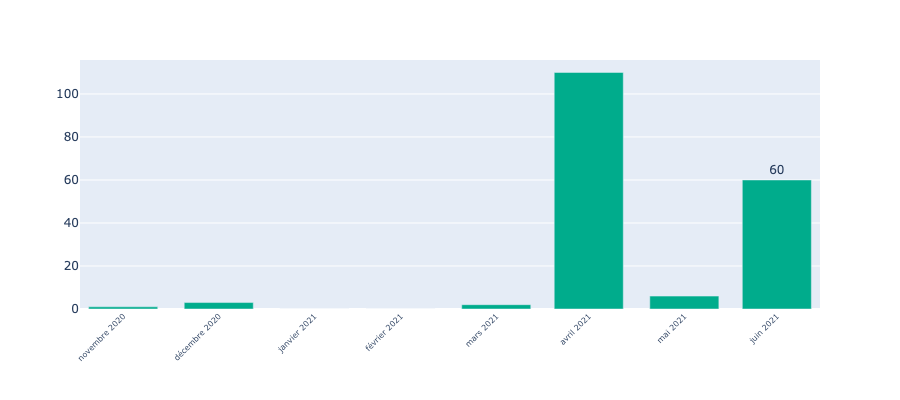 100
80
60
40
20
0
60
novembre 2020
décembre 2020
janvier 2021
février 2021
mars 2021
avril 2021
mai 2021
juin 2021